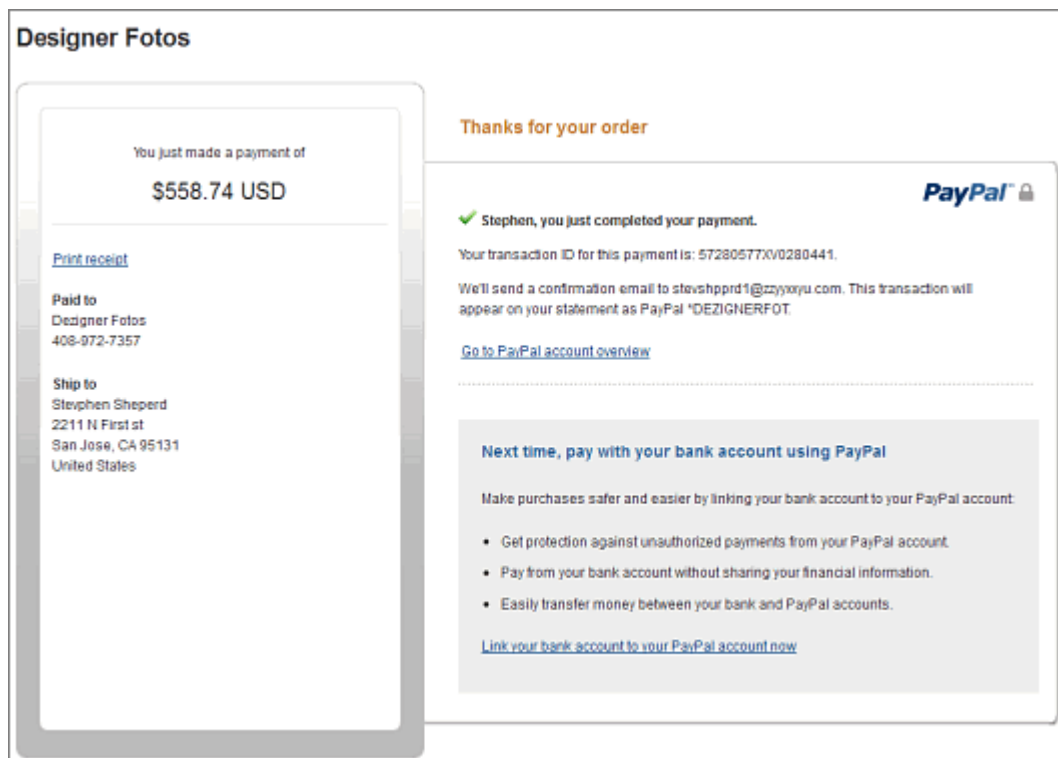 Designer Fotos
You just made a payment of
$558.74 USD
Print receipt
Paid to
Dezigner Fotos
408-972-7357
Ship to
Stevphen Sheperd
2211 N First st
San Jose, CA 95131
United States
Thanks for your order
PayPal™
Stephen, you just completed your payment.
Your transaction ID for this payment is: 57280577XV0280441.
We'll send a confirmation email to stevshpprd1@zzyyxxyu.com. This transaction will
appear on your statement as PayPal *DEZIGNERFOT.
Go to PayPal account overview
Next time, pay with your bank account using PayPal
Make purchases safer and easier by linking your bank account to your PayPal account:
• Get protection against unauthorized payments from your PayPal account.
• Pay from your bank account without sharing your financial information.
• Easily transfer money between your bank and PayPal accounts.
Link your bank account to your PayPal account now